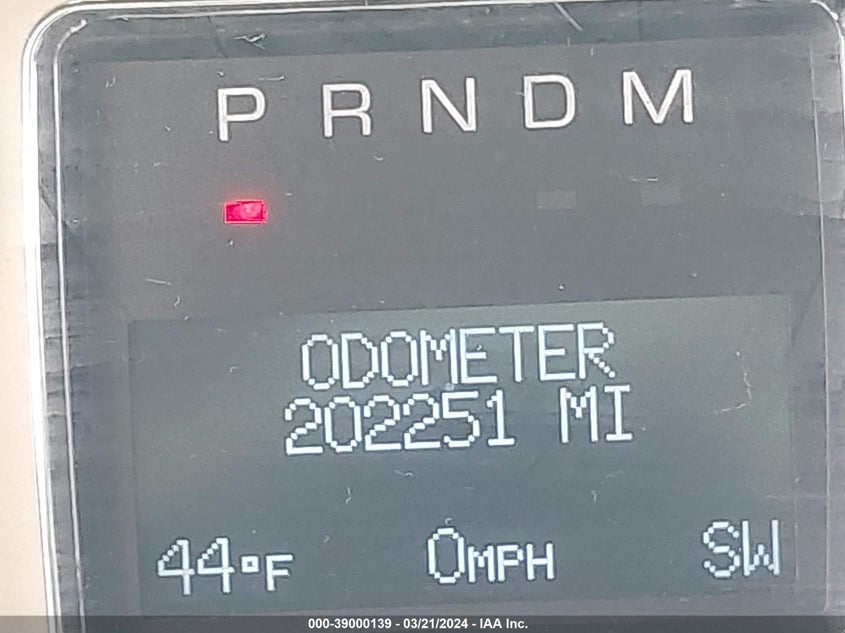 P R N D M
ODOMETER
202251 MI
44°F 0MPH SW
000-39000139 - 03/21/2024 - IAA Inc.